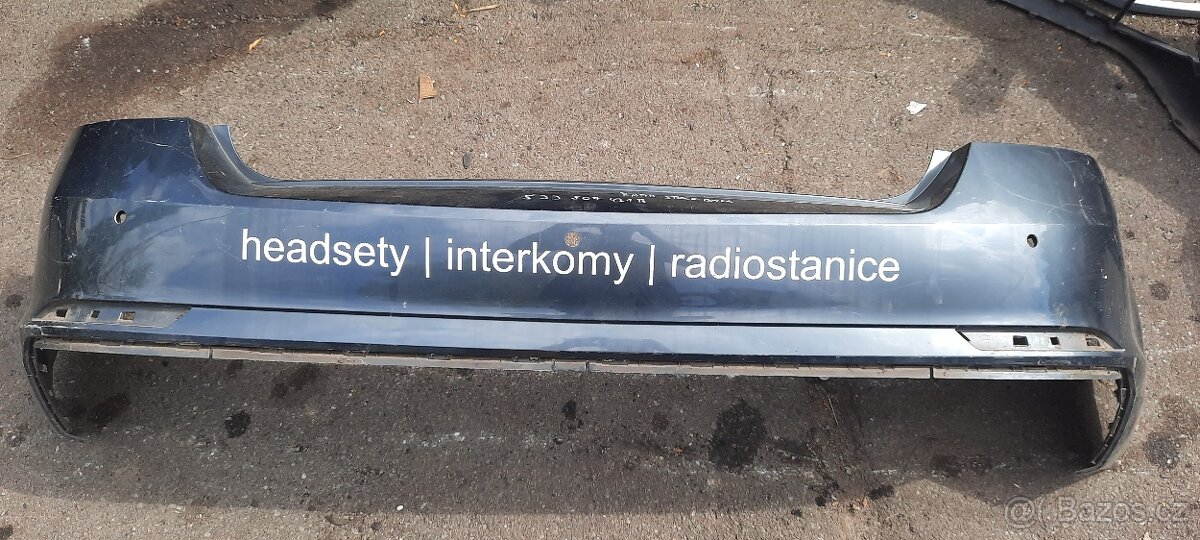 headsety | interkomy | radiostanice
Bazos.cz